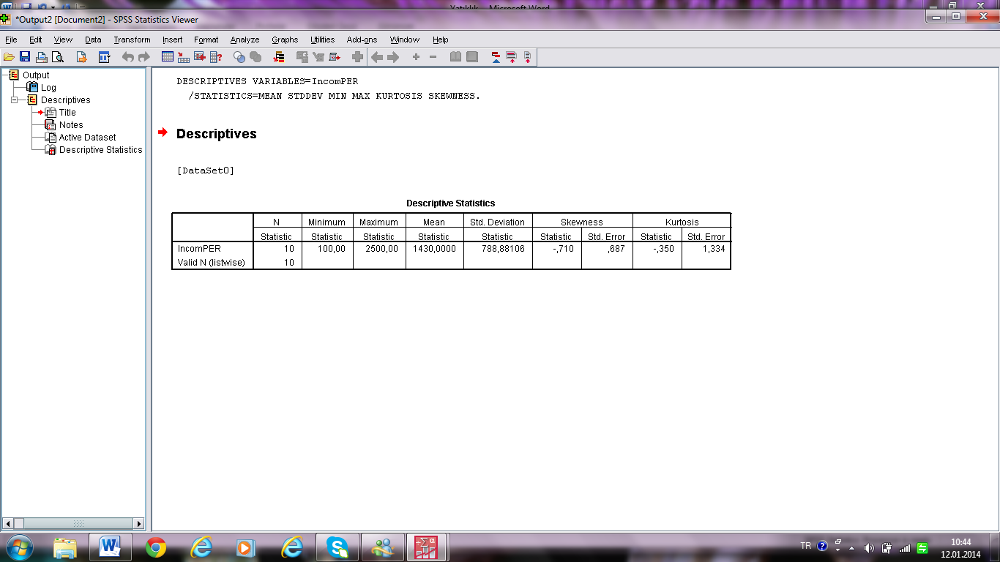 *Output2 [Document2] - SPSS Statistics Viewer
File Edit View Data Transform Insert Format Analyze Graphs Utilities Add-ons Window Help
Output
Log
Descriptives
Title
Notes
Active Dataset
Descriptive Statistics
DESCRIPTIVES VARIABLES=IncomPER
/STATISTICS=MEAN STDDEV MIN MAX KURTOSIS SKEWNESS.
Descriptives
[DataSet0]
Descriptive Statistics
N Minimum Maximum Mean Std. Deviation Skewness Kurtosis
Statistic Statistic Statistic Statistic Statistic Statistic Std. Error Statistic Std. Error
IncomPER 10 100,00 2500,00 1430,0000 788,88106 -,710 ,687 -,350 1,334
Valid N (listwise) 10
TR
10:44
12.01.2014